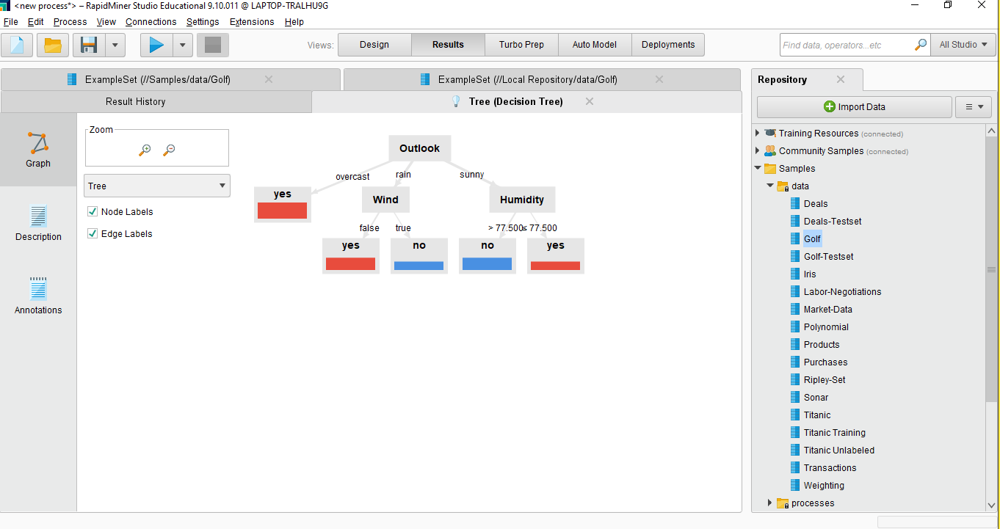 <new process*> – RapidMiner Studio Educational 9.10.011 @ LAPTOP-TRALHU9G
File Edit Process View Connections Settings Extensions Help
Views: Design Results Turbo Prep Auto Model Deployments Find data, operators...etc All Studio
ExampleSet (//Samples/data/Golf) ExampleSet (//Local Repository/data/Golf)
Result History Tree (Decision Tree)
Graph
Description
Annotations
Zoom
Tree
Node Labels
Edge Labels
Outlook
overcast rain sunny
yes Wind Humidity
false true > 77.500 ≤ 77.500
yes no no yes
Repository
Import Data
Training Resources (connected)
Community Samples (connected)
Samples
data
Deals
Deals-Testset
Golf
Golf-Testset
Iris
Labor-Negotiations
Market-Data
Polynomial
Products
Purchases
Ripley-Set
Sonar
Titanic
Titanic Training
Titanic Unlabeled
Transactions
Weighting
processes